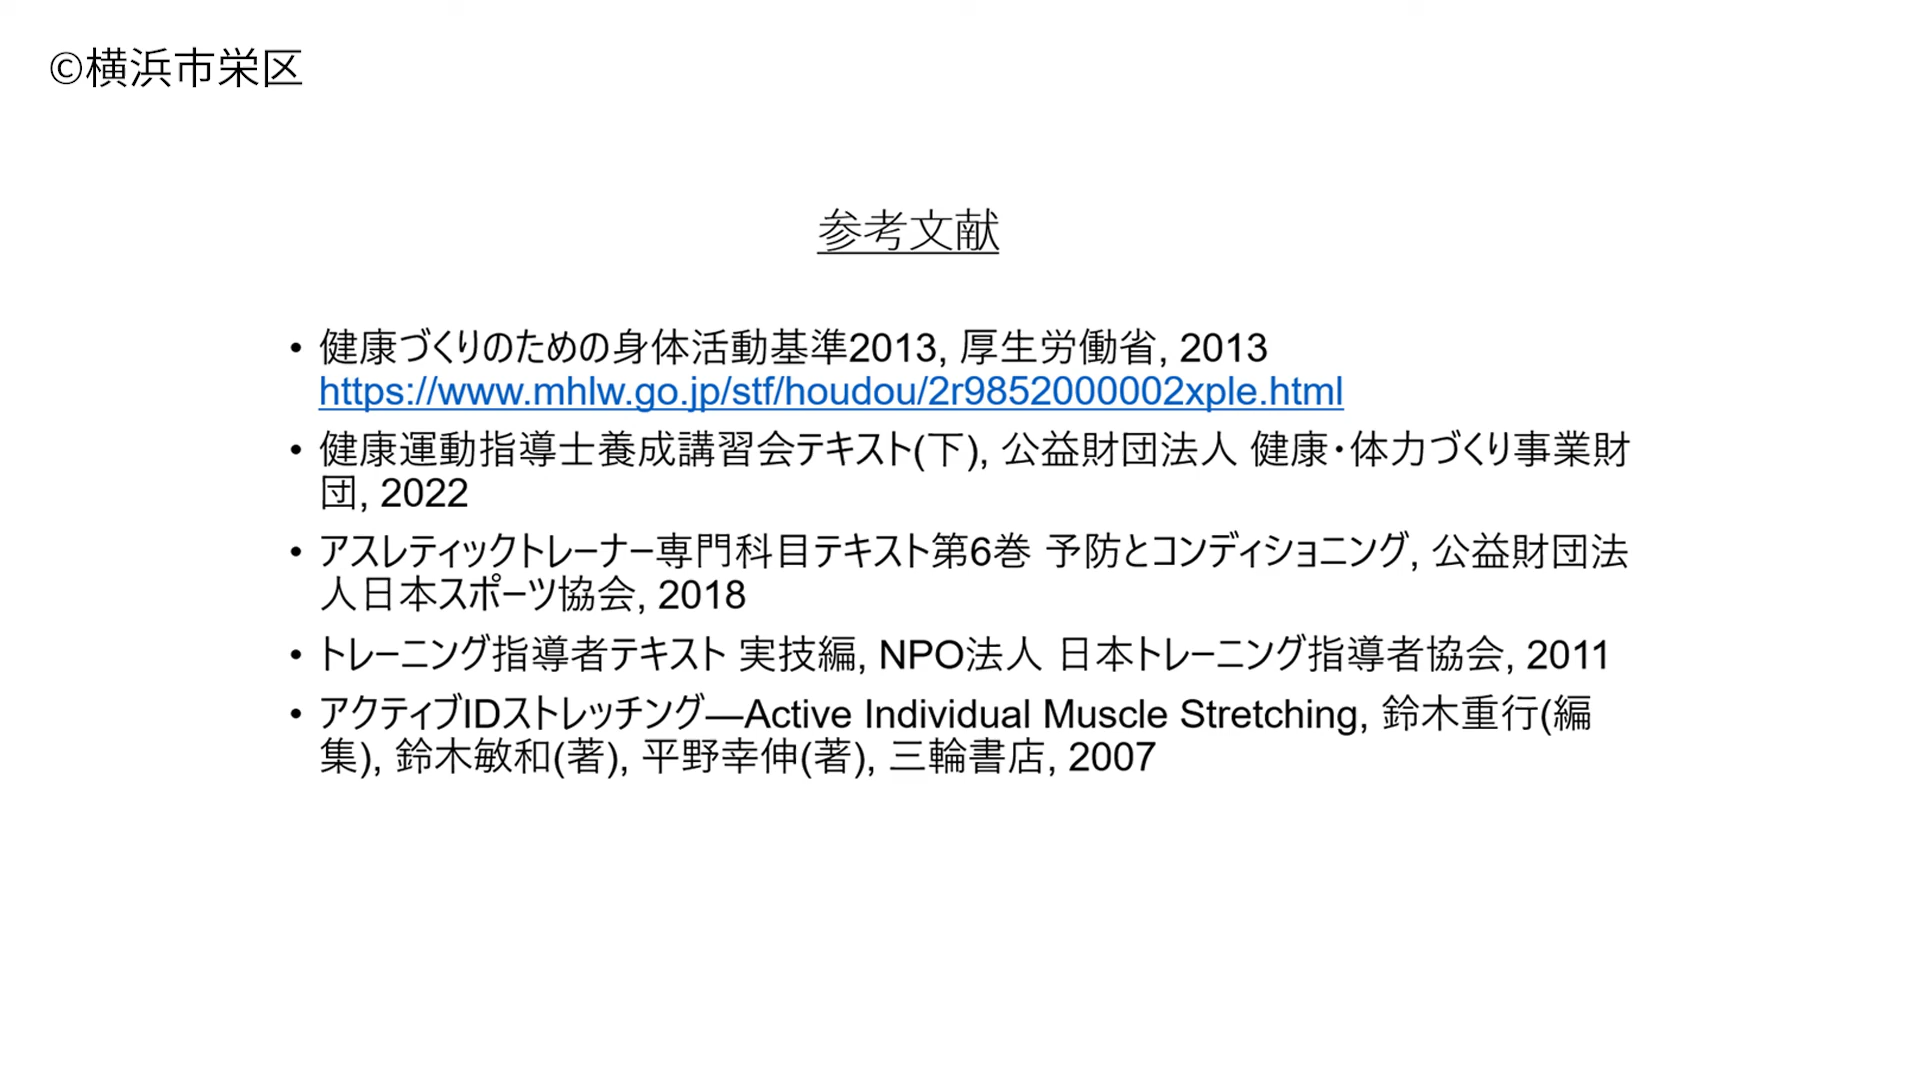 ©横浜市栄区
参考文献
• 健康づくりのための身体活動基準2013, 厚生労働省, 2013
https://www.mhlw.go.jp/stf/houdou/2r9852000002xple.html
• 健康運動指導士養成講習会テキスト(下), 公益財団法人 健康・体力づくり事業財
団, 2022
• アスレティックトレーナー専門科目テキスト第6巻 予防とコンディショニング, 公益財団法
人日本スポーツ協会, 2018
• トレーニング指導者テキスト 実技編, NPO法人 日本トレーニング指導者協会, 2011
• アクティブIDストレッチング―Active Individual Muscle Stretching, 鈴木重行(編
集), 鈴木敏和(著), 平野幸伸(著), 三輪書店, 2007